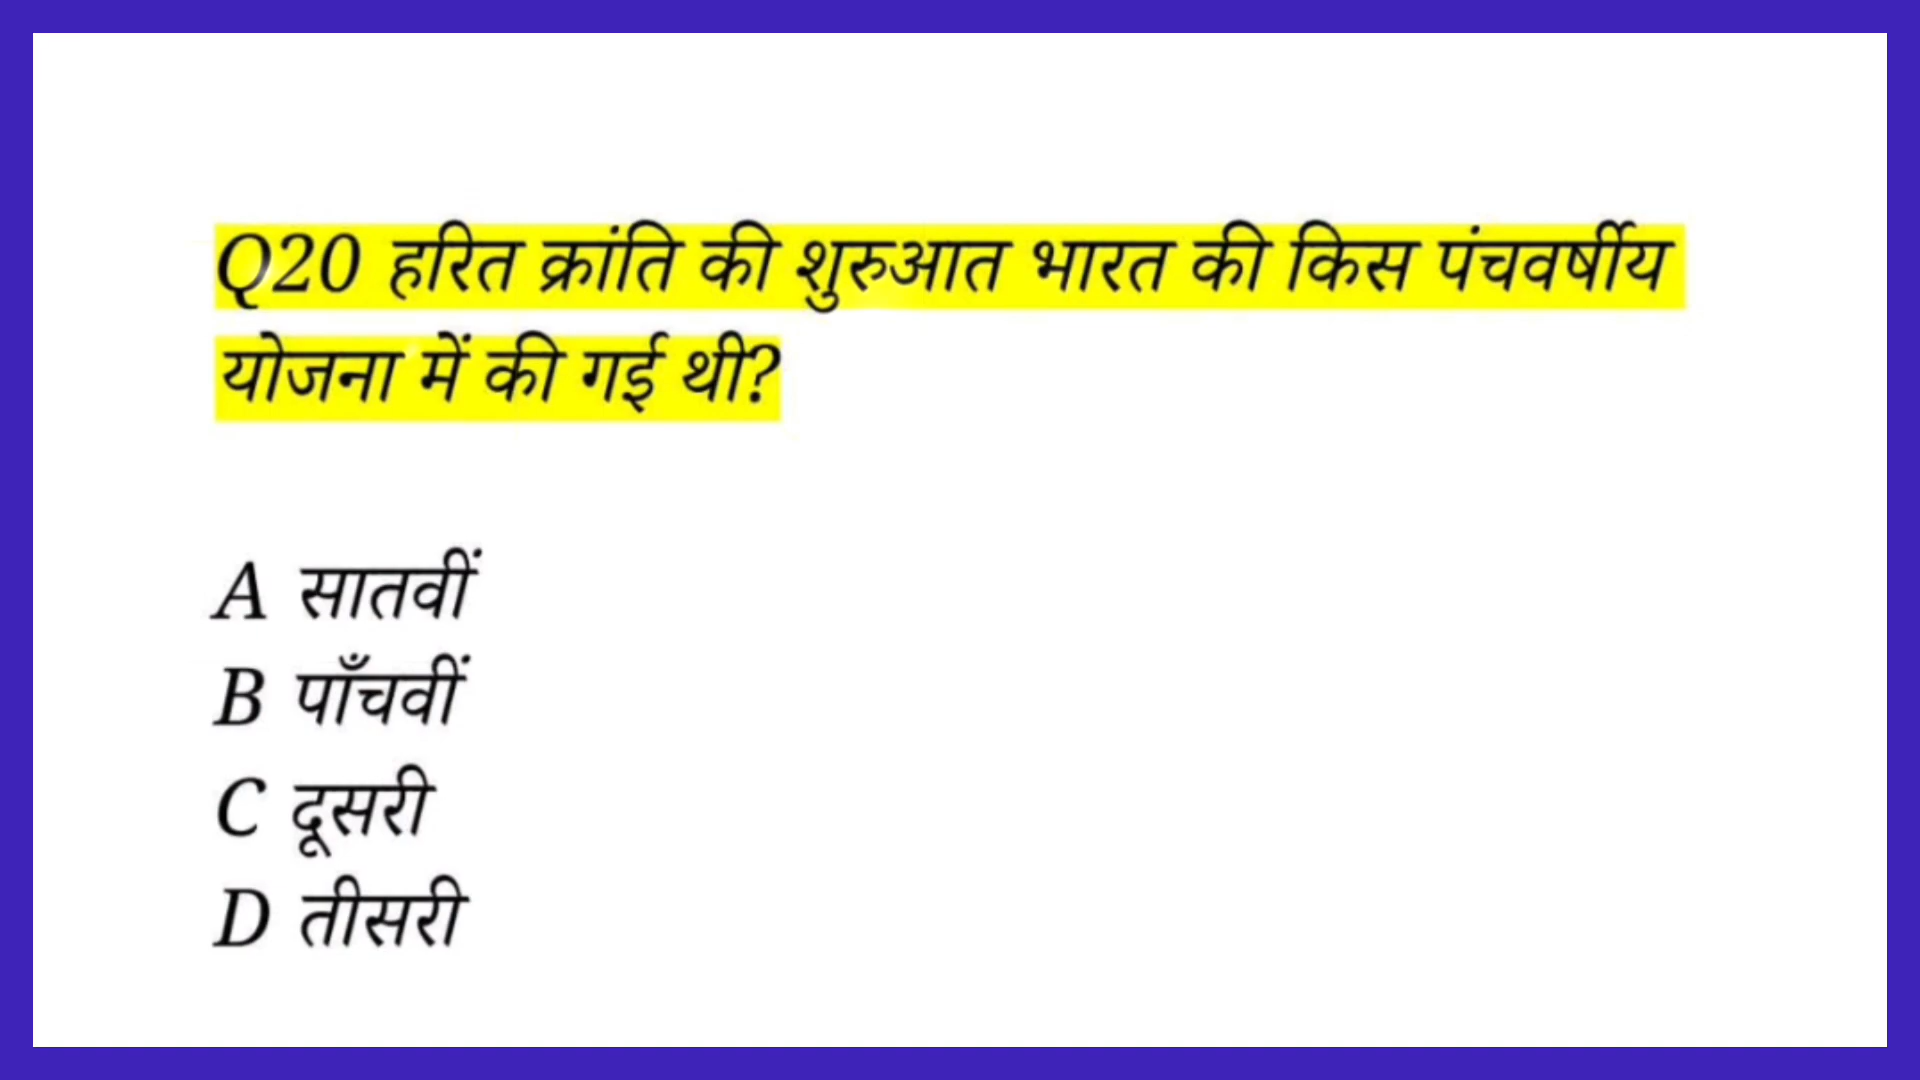 Q20 हरित क्रांति की शुरुआत भारत की किस पंचवर्षीय
योजना में की गई थी?
A सातवीं
B पाँचवीं
C दूसरी
D तीसरी